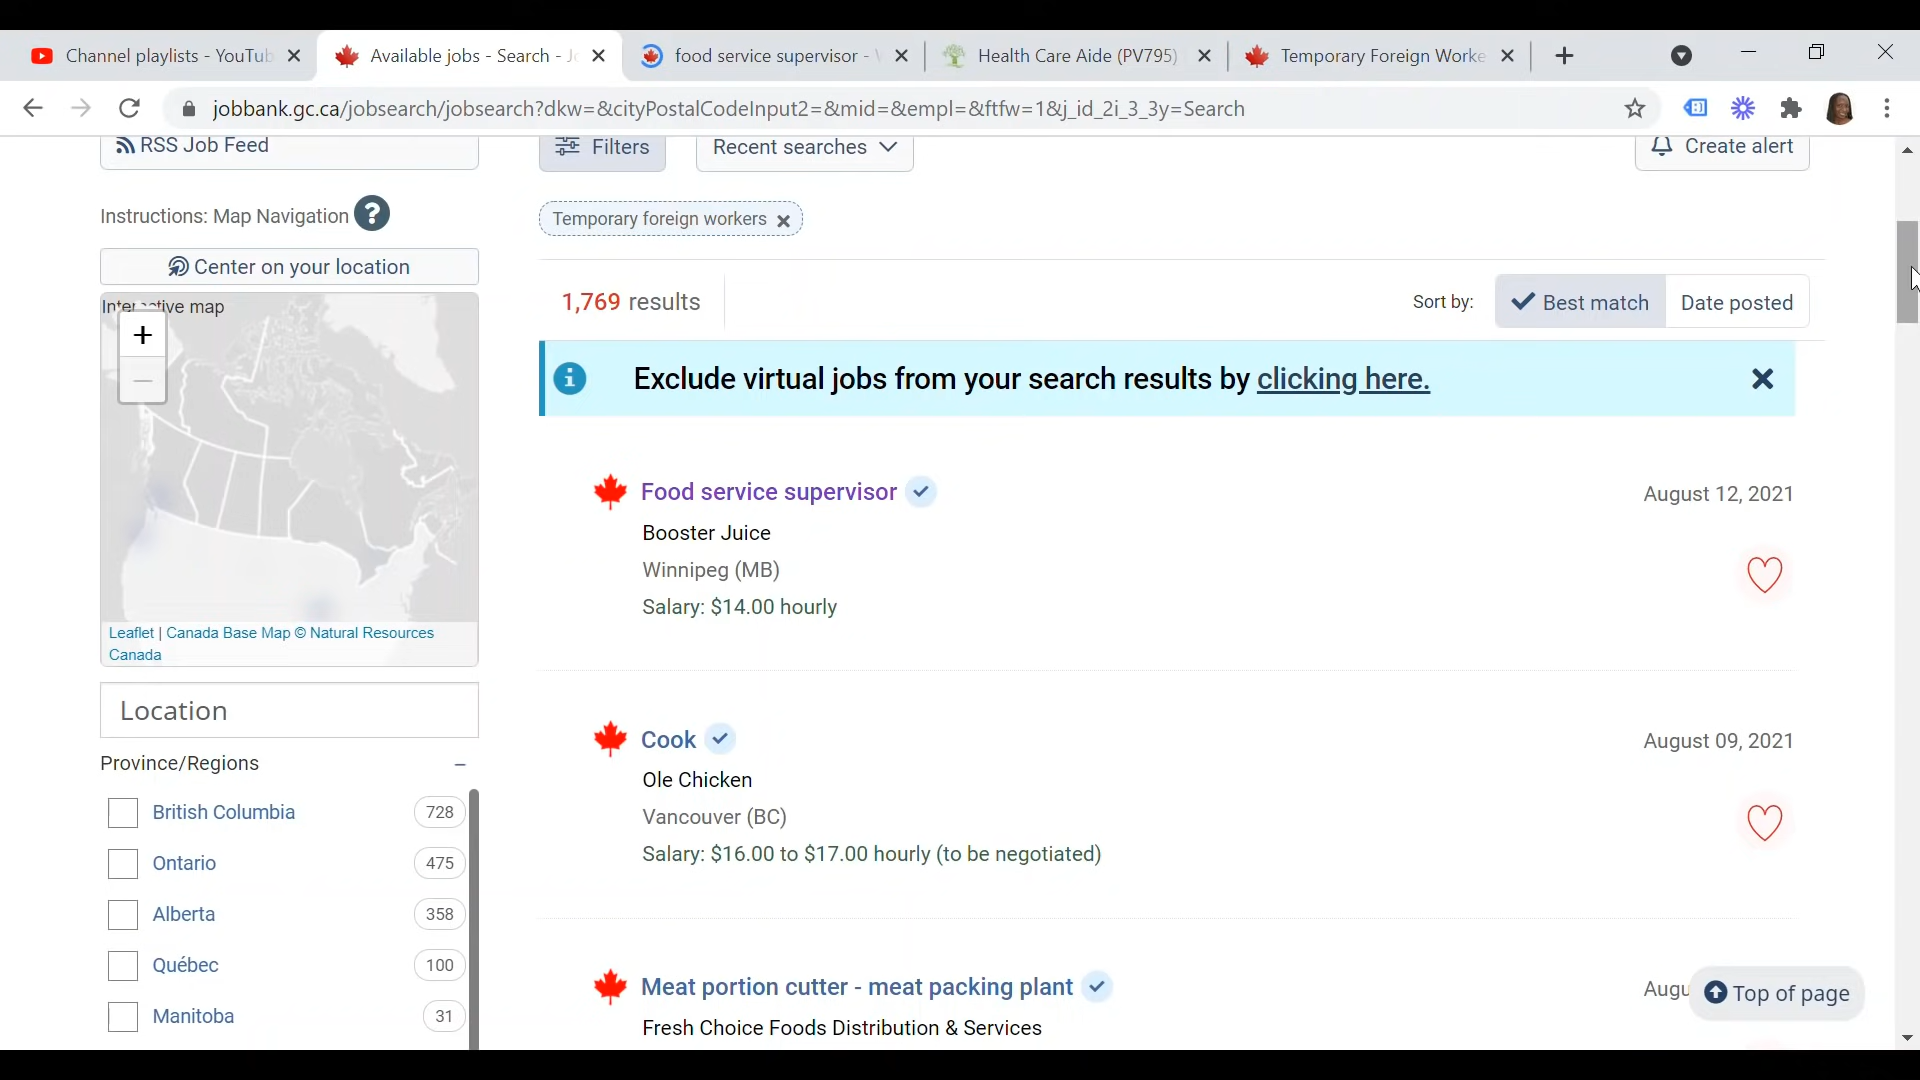 Channel playlists - YouTub
Available jobs - Search - J
food service supervisor -
Health Care Aide (PV795)
Temporary Foreign Worke
jobbank.gc.ca/jobsearch/jobsearch?dkw=&cityPostalCodeInput2=&mid=&empl=&ftfw=1&j_id_2i_3_3y=Search
RSS Job Feed
Filters
Recent searches
Create alert
Instructions: Map Navigation ?
Temporary foreign workers
Center on your location
Interactive map
+
−
Leaflet | Canada Base Map © Natural Resources
Canada
Location
Province/Regions −
British Columbia 728
Ontario 475
Alberta 358
Québec 100
Manitoba 31
1,769 results
Sort by: Best match Date posted
Exclude virtual jobs from your search results by clicking here.
Food service supervisor
August 12, 2021
Booster Juice
Winnipeg (MB)
Salary: $14.00 hourly
Cook
August 09, 2021
Ole Chicken
Vancouver (BC)
Salary: $16.00 to $17.00 hourly (to be negotiated)
Meat portion cutter - meat packing plant
Augu
Fresh Choice Foods Distribution & Services
Top of page